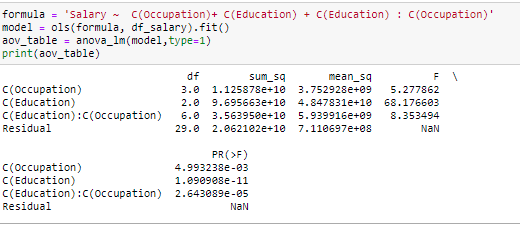 formula = 'Salary ~  C(Occupation)+ C(Education) + C(Education) : C(Occupation)'
model = ols(formula, df_salary).fit()
aov_table = anova_lm(model,type=1)
print(aov_table)
df        sum_sq       mean_sq          F  \
C(Occupation)                3.0  1.125878e+10  3.752928e+09   5.277862
C(Education)                 2.0  9.695663e+10  4.847831e+10  68.176603
C(Education):C(Occupation)   6.0  3.563950e+10  5.939916e+09   8.353494
Residual                    29.0  2.062102e+10  7.110697e+08        NaN
PR(>F)
C(Occupation)               4.993238e-03
C(Education)                1.090908e-11
C(Education):C(Occupation)  2.643089e-05
Residual                             NaN